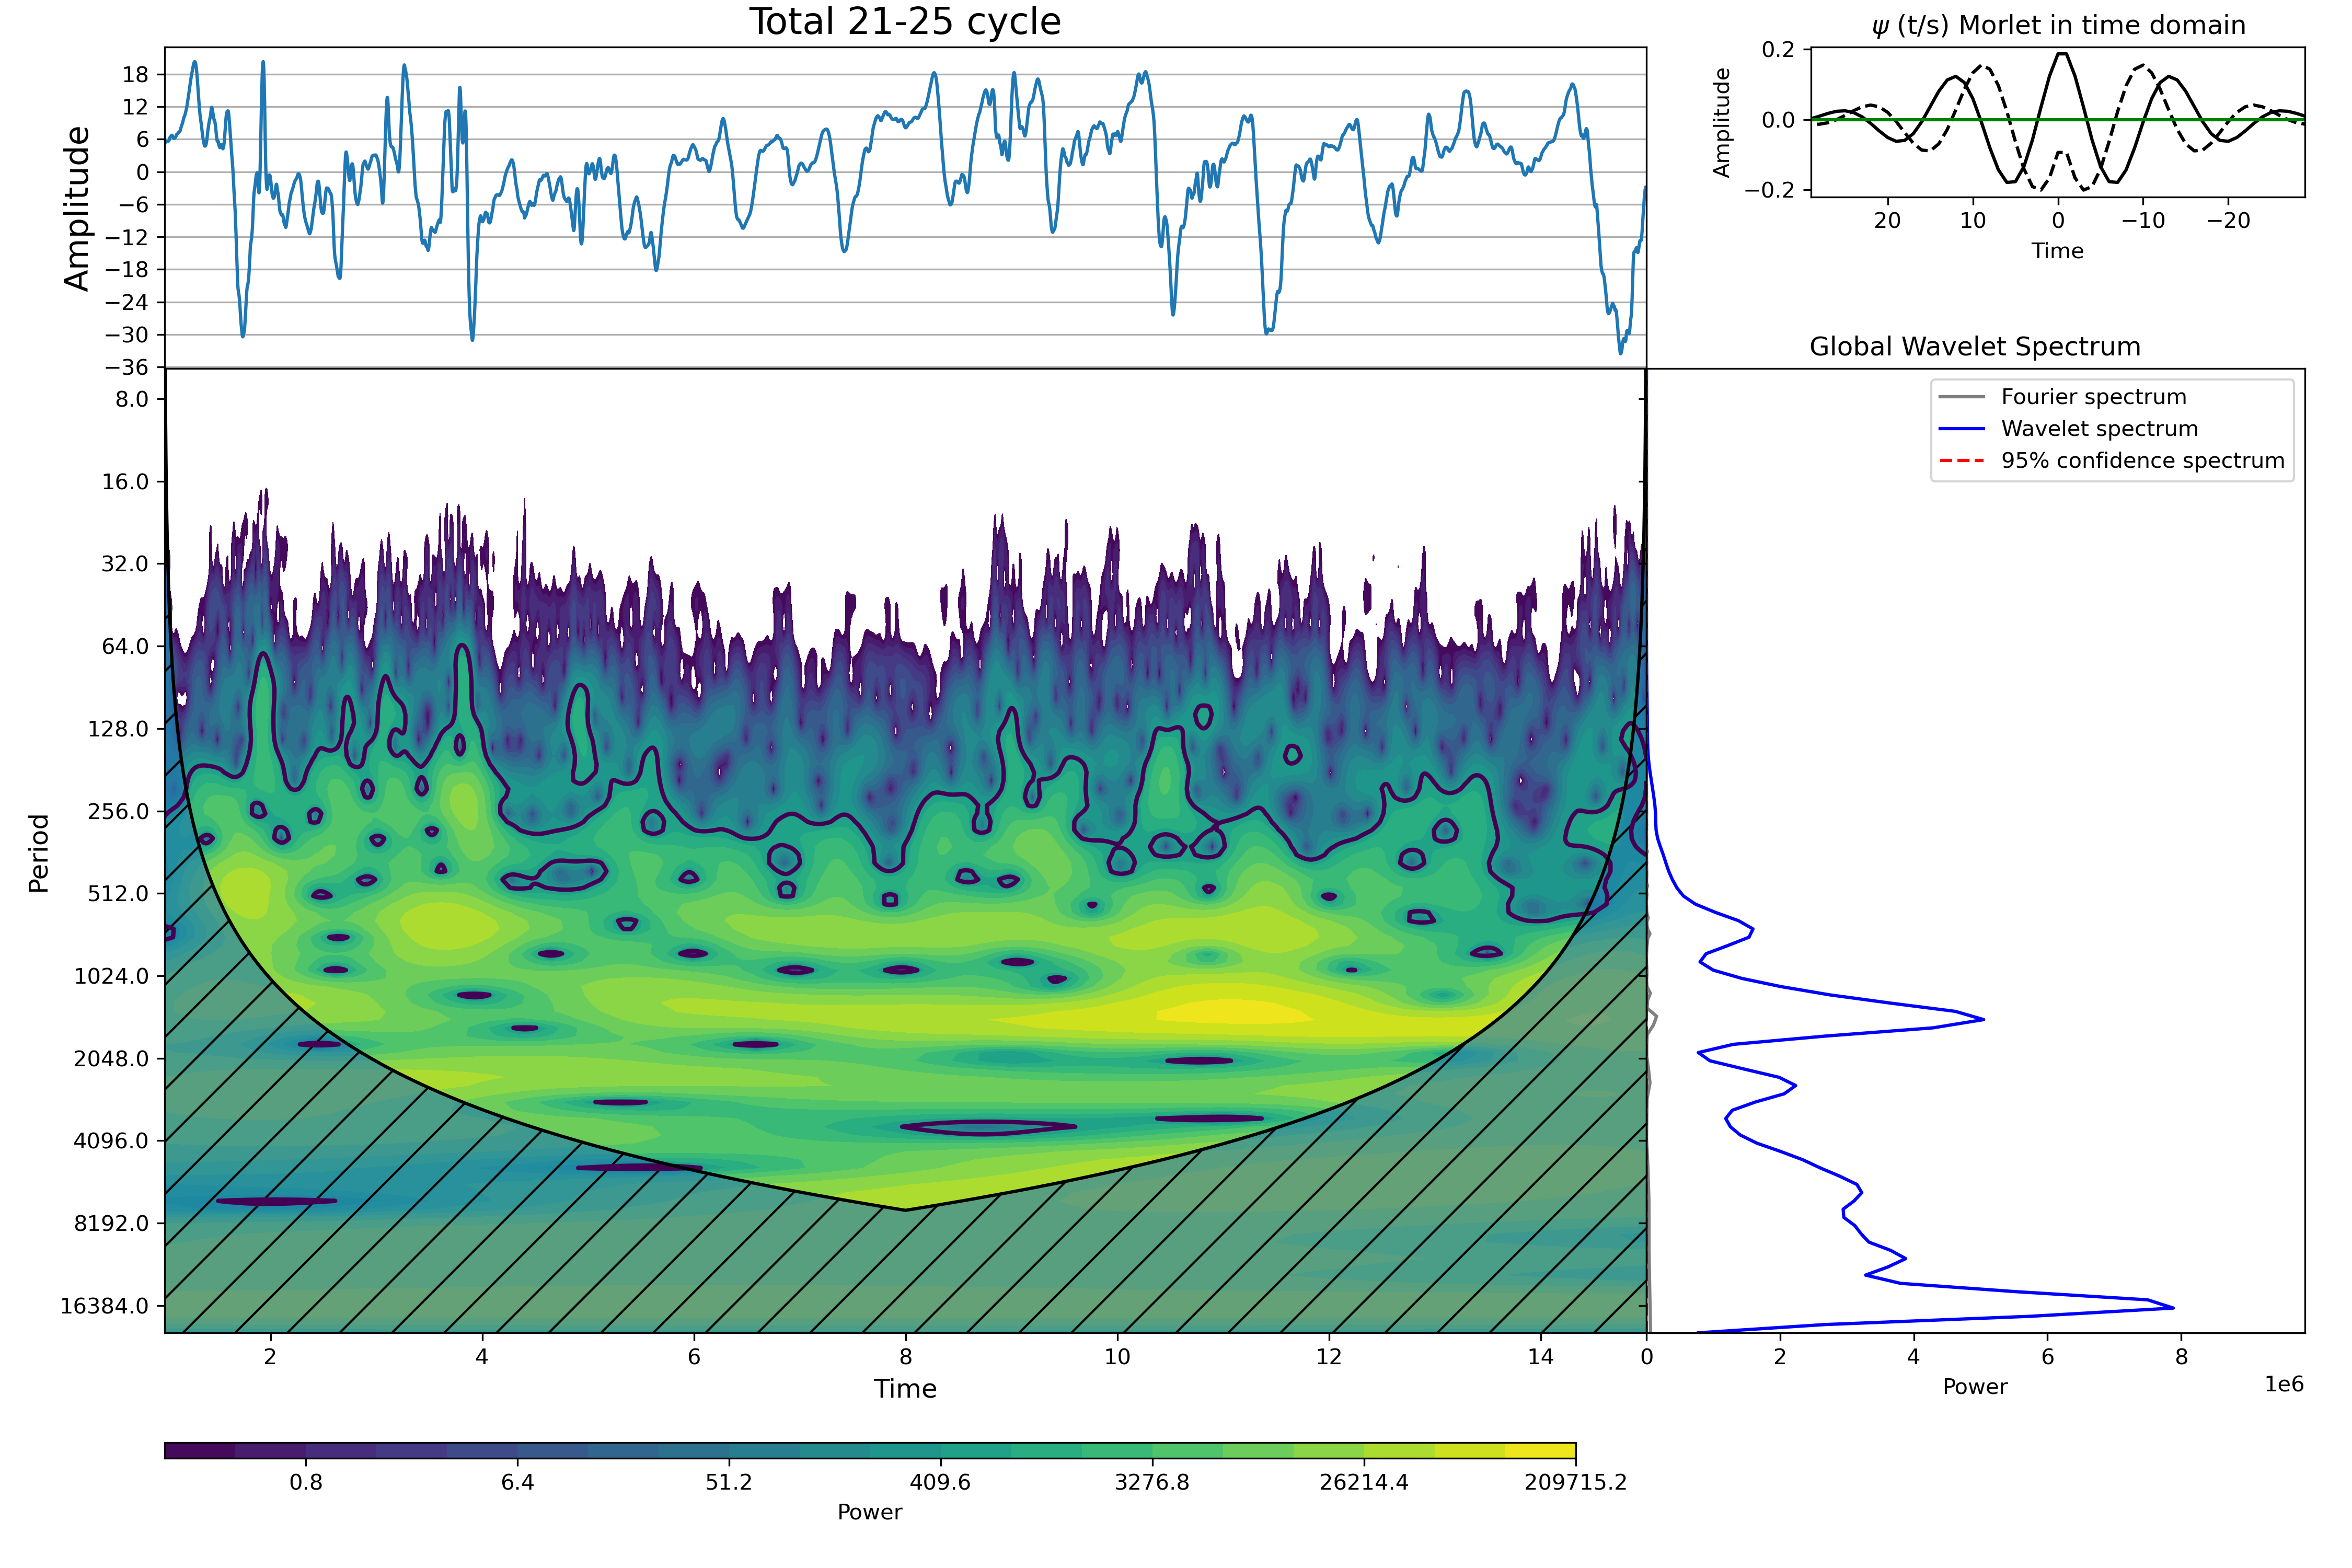 Total 21-25 cycle
Amplitude
18
12
6
0
−6
−12
−18
−24
−30
−36
ψ (t/s) Morlet in time domain
Amplitude
0.2
0.0
−0.2
20 10 0 −10 −20
Time
Global Wavelet Spectrum
Fourier spectrum
Wavelet spectrum
95% confidence spectrum
Period
8.0
16.0
32.0
64.0
128.0
256.0
512.0
1024.0
2048.0
4096.0
8192.0
16384.0
2 4 6 8 10 12 14
Time
0 2 4 6 8
Power
1e6
0.8 6.4 51.2 409.6 3276.8 26214.4 209715.2
Power